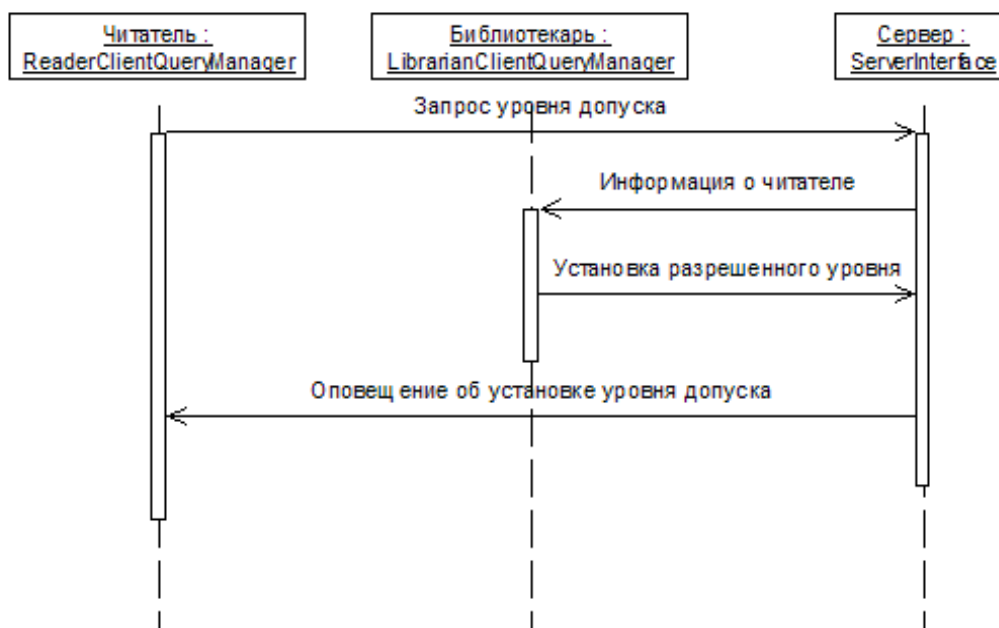 Читатель :
ReaderClientQueryManager
Библиотекарь :
LibrarianClientQueryManager
Сервер :
ServerInterface
Запрос уровня допуска
Информация о читателе
Установка разрешенного уровня
Оповещение об установке уровня допуска